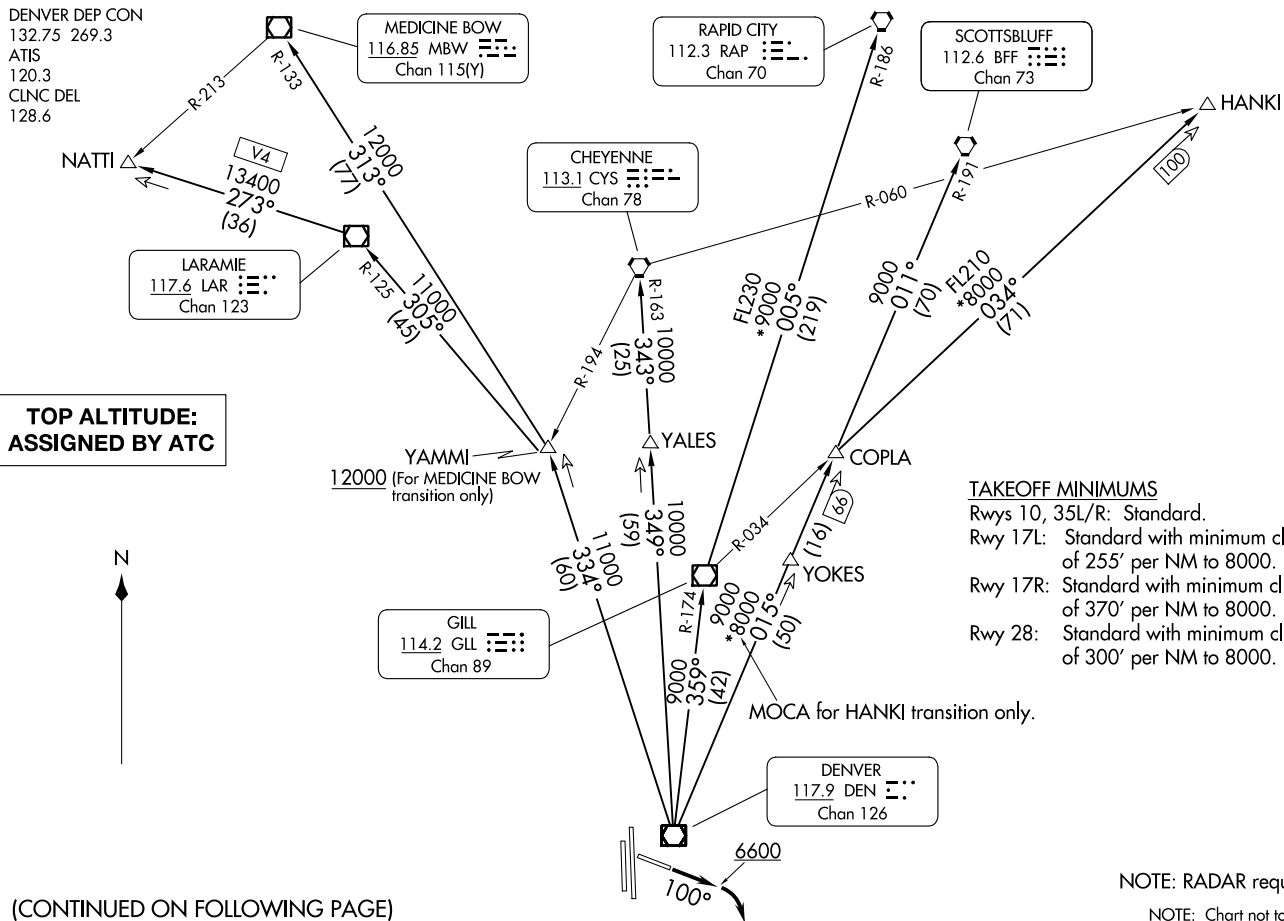 DENVER DEP CON
132.75 269.3
ATIS
120.3
CLNC DEL
128.6
MEDICINE BOW
116.85 MBW
Chan 115(Y)
RAPID CITY
112.3 RAP
Chan 70
SCOTTSBLUFF
112.6 BFF
Chan 73
R-213
R-133
R-186
HANKI
NATTI
V4
13400
273°
(36)
12000
313°
(77)
CHEYENNE
113.1 CYS
Chan 78
R-191
100
R-060
LARAMIE
117.6 LAR
Chan 123
R-125
11000
305°
(45)
R-194
R-163
10000
343°
(25)
FL230
*9000
005°
(219)
9000
011°
(70)
FL210
*8000
034°
(71)
TOP ALTITUDE:
ASSIGNED BY ATC
YAMMI
12000 (For MEDICINE BOW
transition only)
YALES
COPLA
TAKEOFF MINIMUMS
Rwys 10, 35L/R: Standard.
Rwy 17L: Standard with minimum cl
of 255' per NM to 8000.
Rwy 17R: Standard with minimum cl
of 370' per NM to 8000.
Rwy 28: Standard with minimum cl
of 300' per NM to 8000.
N
11000
334°
(60)
10000
349°
(59)
R-034
(16)
66
YOKES
GILL
114.2 GLL
Chan 89
R-174
9000
359°
(42)
9000
*8000
015°
(50)
MOCA for HANKI transition only.
DENVER
117.9 DEN
Chan 126
6600
100°
(CONTINUED ON FOLLOWING PAGE)
NOTE: RADAR requ
NOTE: Chart not to